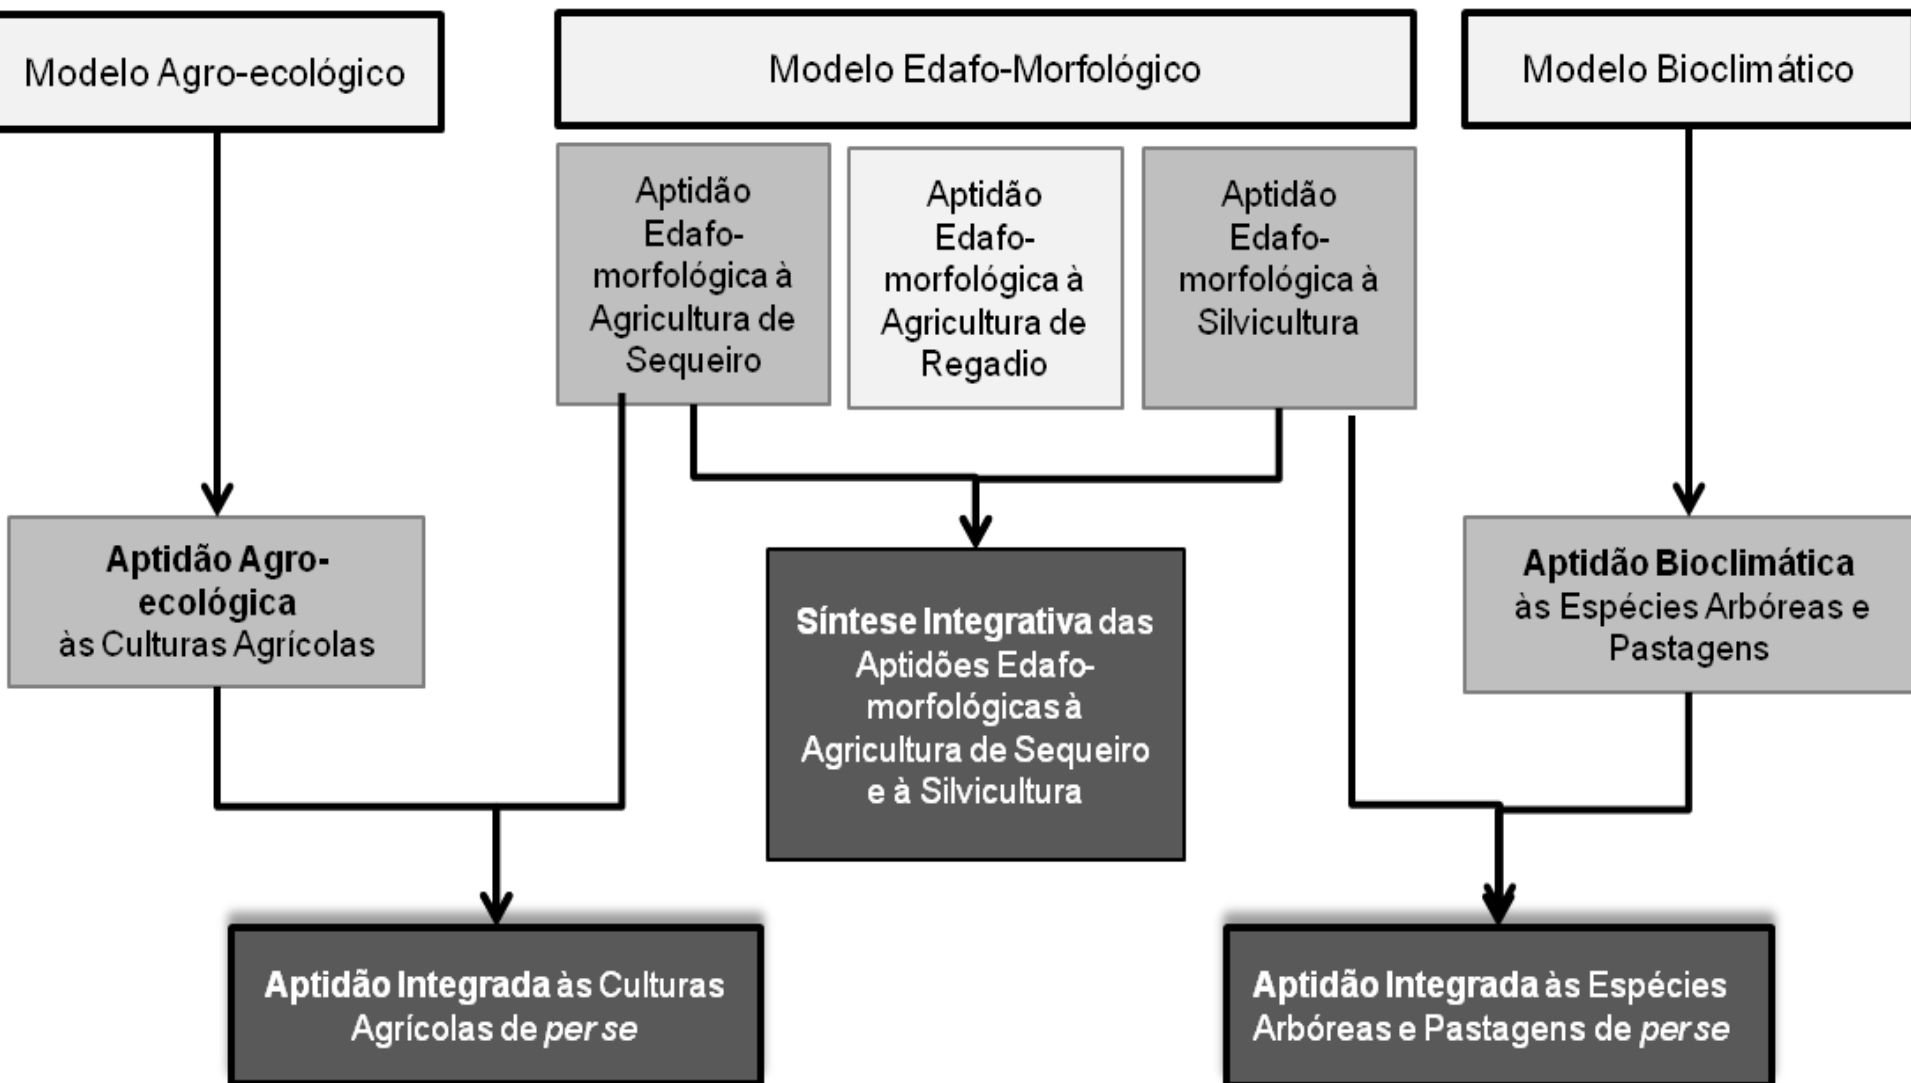 Modelo Agro-ecológico
Modelo Edafo-Morfológico
Modelo Bioclimático
Aptidão
Edafo-
morfológica à
Agricultura de
Sequeiro
Aptidão
Edafo-
morfológica à
Agricultura de
Regadio
Aptidão
Edafo-
morfológica à
Silvicultura
Aptidão Agro-
ecológica
às Culturas Agrícolas
Síntese Integrativa das
Aptidões Edafo-
morfológicas à
Agricultura de Sequeiro
e à Silvicultura
Aptidão Bioclimática
às Espécies Arbóreas e
Pastagens
Aptidão Integrada às Culturas
Agrícolas de per se
Aptidão Integrada às Espécies
Arbóreas e Pastagens de per se